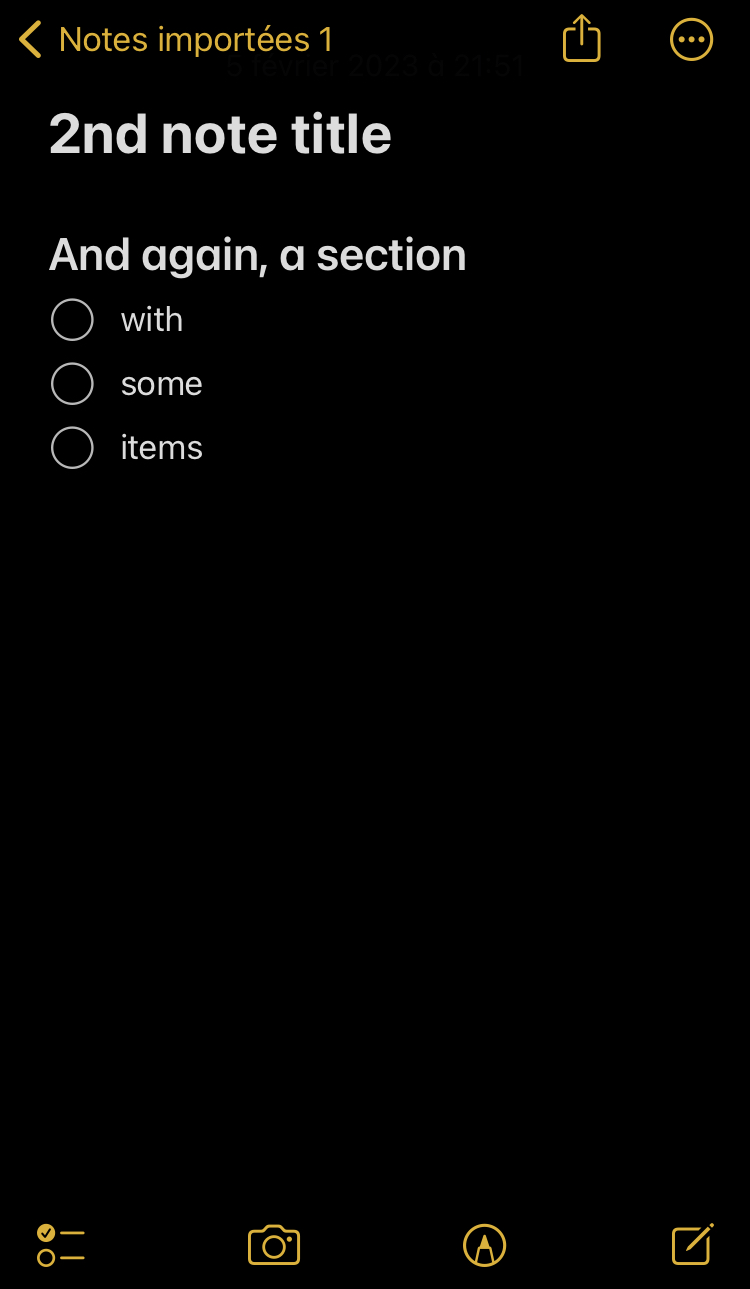 Notes importées 1
5 février 2023 à 21:51
2nd note title
And again, a section
with
some
items